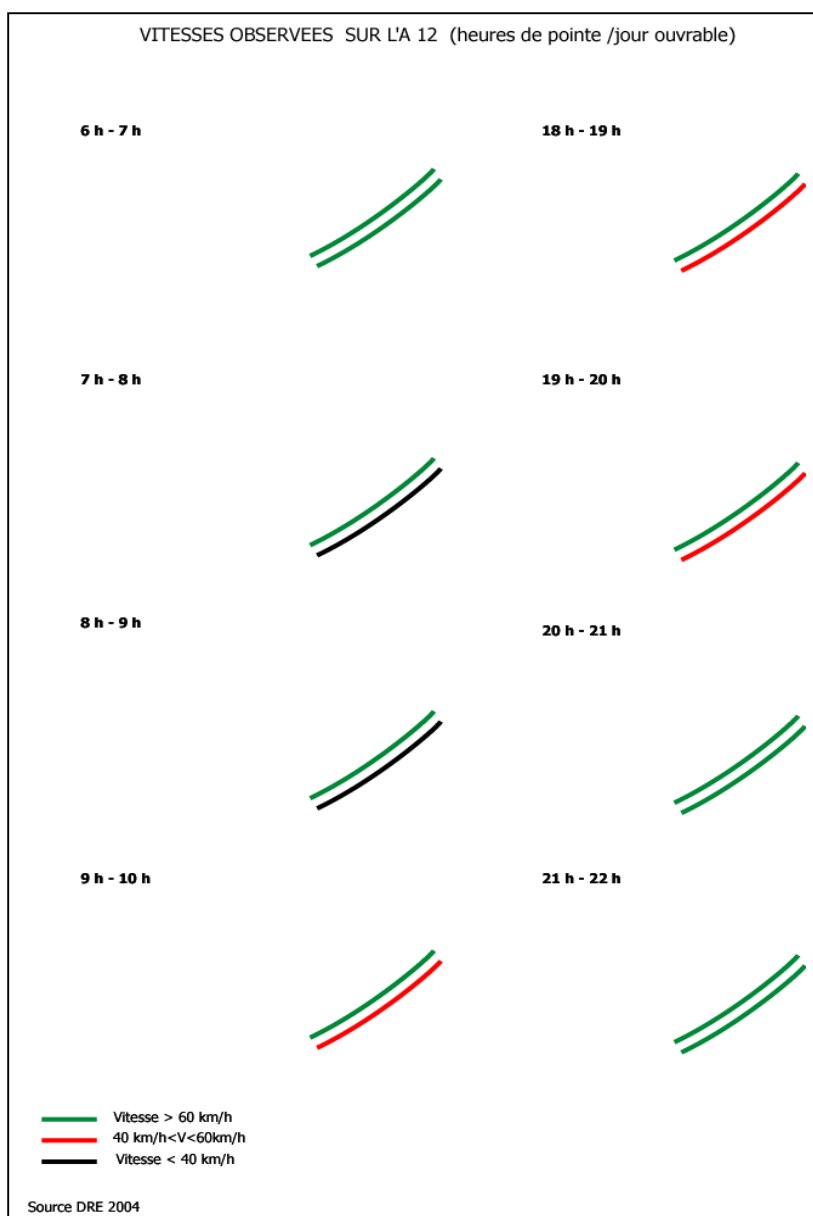 VITESSES OBSERVEES SUR L'A 12 (heures de pointe /jour ouvrable)
6 h - 7 h
18 h - 19 h
7 h - 8 h
19 h - 20 h
8 h - 9 h
20 h - 21 h
9 h - 10 h
21 h - 22 h
Vitesse > 60 km/h
40 km/h<V<60km/h
Vitesse < 40 km/h
Source DRE 2004